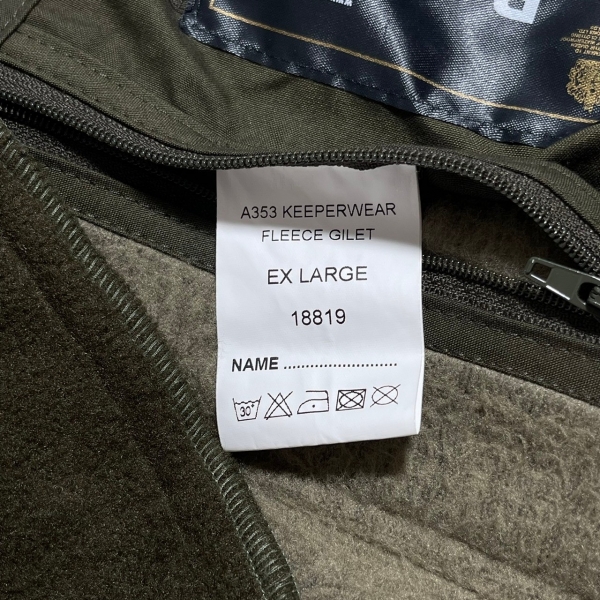 A353 KEEPERWEAR
FLEECE GILET
EX LARGE
18819
NAME ..............................
30°